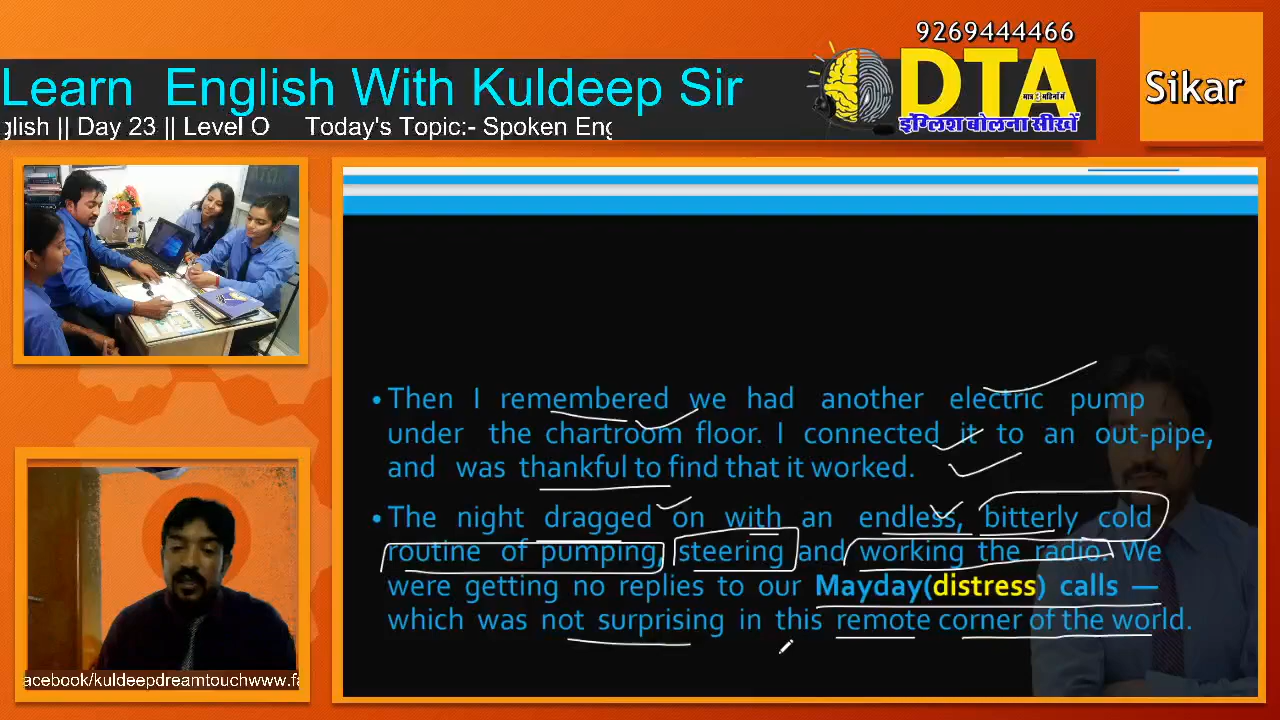 9269444466
Learn English With Kuldeep Sir
glish || Day 23 || Level O Today's Topic:- Spoken Eng
DTA
इंग्लिश बोलना सीखें
Sikar
• Then I remembered we had another electric pump
under the chartroom floor. I connected it to an out-pipe,
and was thankful to find that it worked.
• The night dragged on with an endless, bitterly cold
routine of pumping, steering and working the radio. We
were getting no replies to our Mayday(distress) calls —
which was not surprising in this remote corner of the world.
acebook/kuldeepdreamtouchwww.fa